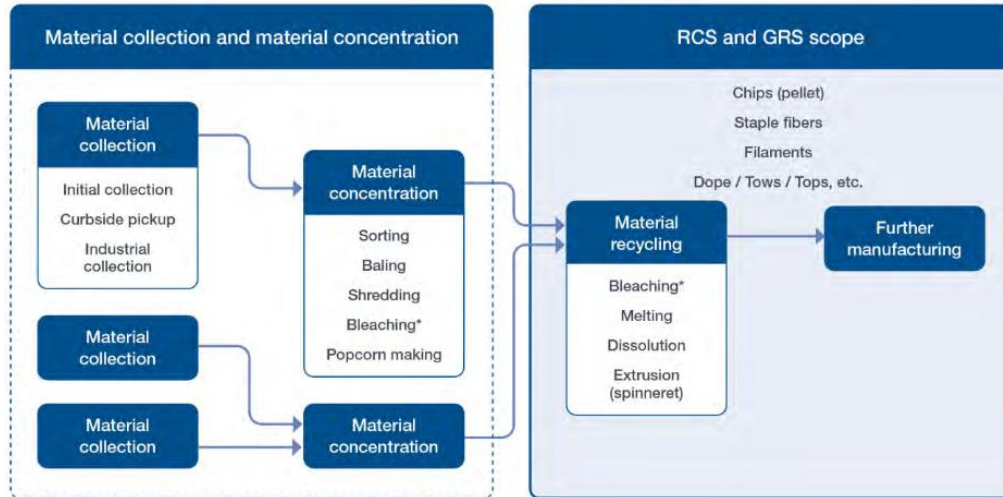 Material collection and material concentration
Material
collection
Initial collection
Curbside pickup
Industrial
collection
Material
concentration
Sorting
Baling
Shredding
Bleaching*
Popcorn making
Material
collection
Material
collection
Material
concentration
RCS and GRS scope
Chips (pellet)
Staple fibers
Filaments
Dope / Tows / Tops, etc.
Material
recycling
Bleaching*
Melting
Dissolution
Extrusion
(spinneret)
Further
manufacturing